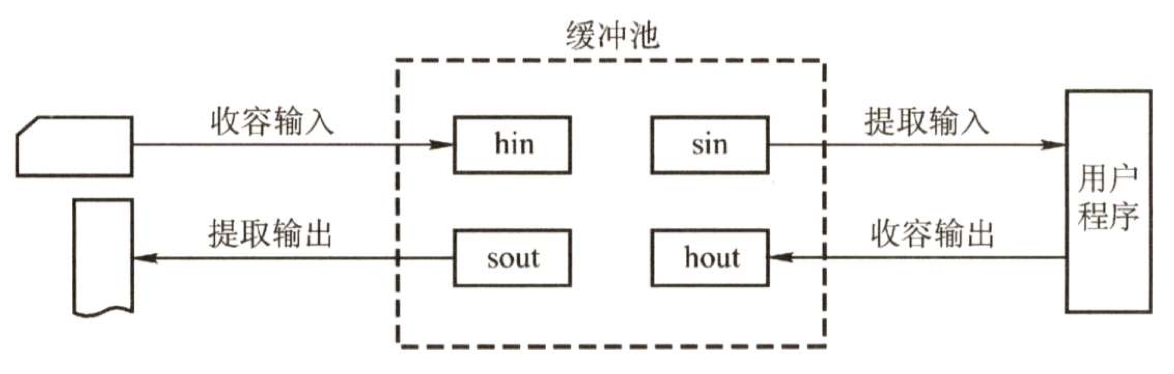 缓冲池
收容输入
hin
sin
提取输入
用户
程序
提取输出
sout
hout
收容输出